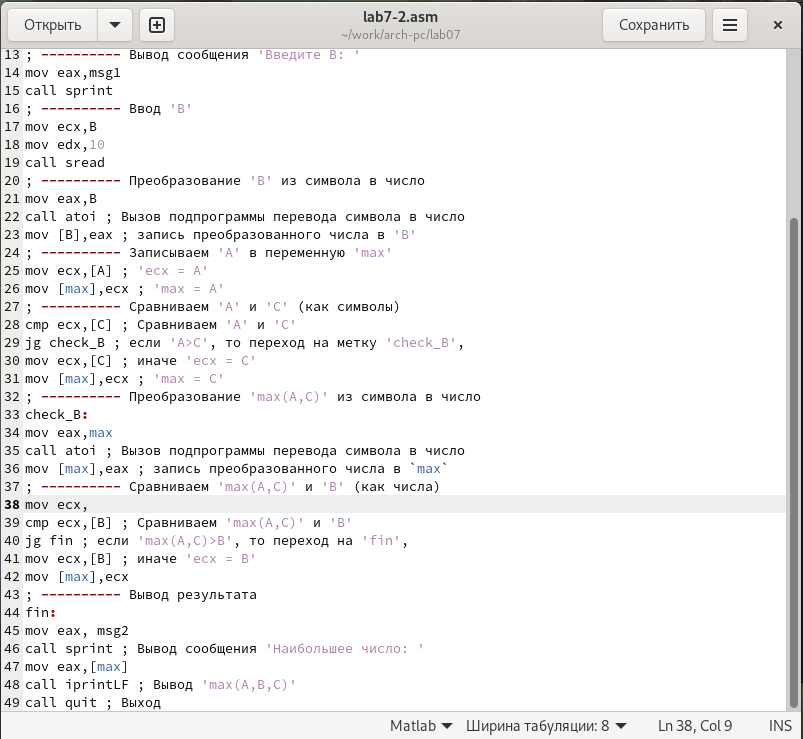 Открыть
lab7-2.asm
~/work/arch-pc/lab07
Сохранить
13 ; ---------- Вывод сообщения 'Введите B: '
14 mov eax,msg1
15 call sprint
16 ; ---------- Ввод 'B'
17 mov ecx,B
18 mov edx,10
19 call sread
20 ; ---------- Преобразование 'B' из символа в число
21 mov eax,B
22 call atoi ; Вызов подпрограммы перевода символа в число
23 mov [B],eax ; запись преобразованного числа в 'B'
24 ; ---------- Записываем 'A' в переменную 'max'
25 mov ecx,[A] ; 'ecx = A'
26 mov [max],ecx ; 'max = A'
27 ; ---------- Сравниваем 'A' и 'С' (как символы)
28 cmp ecx,[C] ; Сравниваем 'A' и 'С'
29 jg check_B ; если 'A>C', то переход на метку 'check_B',
30 mov ecx,[C] ; иначе 'ecx = C'
31 mov [max],ecx ; 'max = C'
32 ; ---------- Преобразование 'max(A,C)' из символа в число
33 check_B:
34 mov eax,max
35 call atoi ; Вызов подпрограммы перевода символа в число
36 mov [max],eax ; запись преобразованного числа в `max`
37 ; ---------- Сравниваем 'max(A,C)' и 'B' (как числа)
38 mov ecx,
39 cmp ecx,[B] ; Сравниваем 'max(A,C)' и 'B'
40 jg fin ; если 'max(A,C)>B', то переход на 'fin',
41 mov ecx,[B] ; иначе 'ecx = B'
42 mov [max],ecx
43 ; ---------- Вывод результата
44 fin:
45 mov eax, msg2
46 call sprint ; Вывод сообщения 'Наибольшее число: '
47 mov eax,[max]
48 call iprintLF ; Вывод 'max(A,B,C)'
49 call quit ; Выход
Matlab Ширина табуляции: 8 Ln 38, Col 9 INS